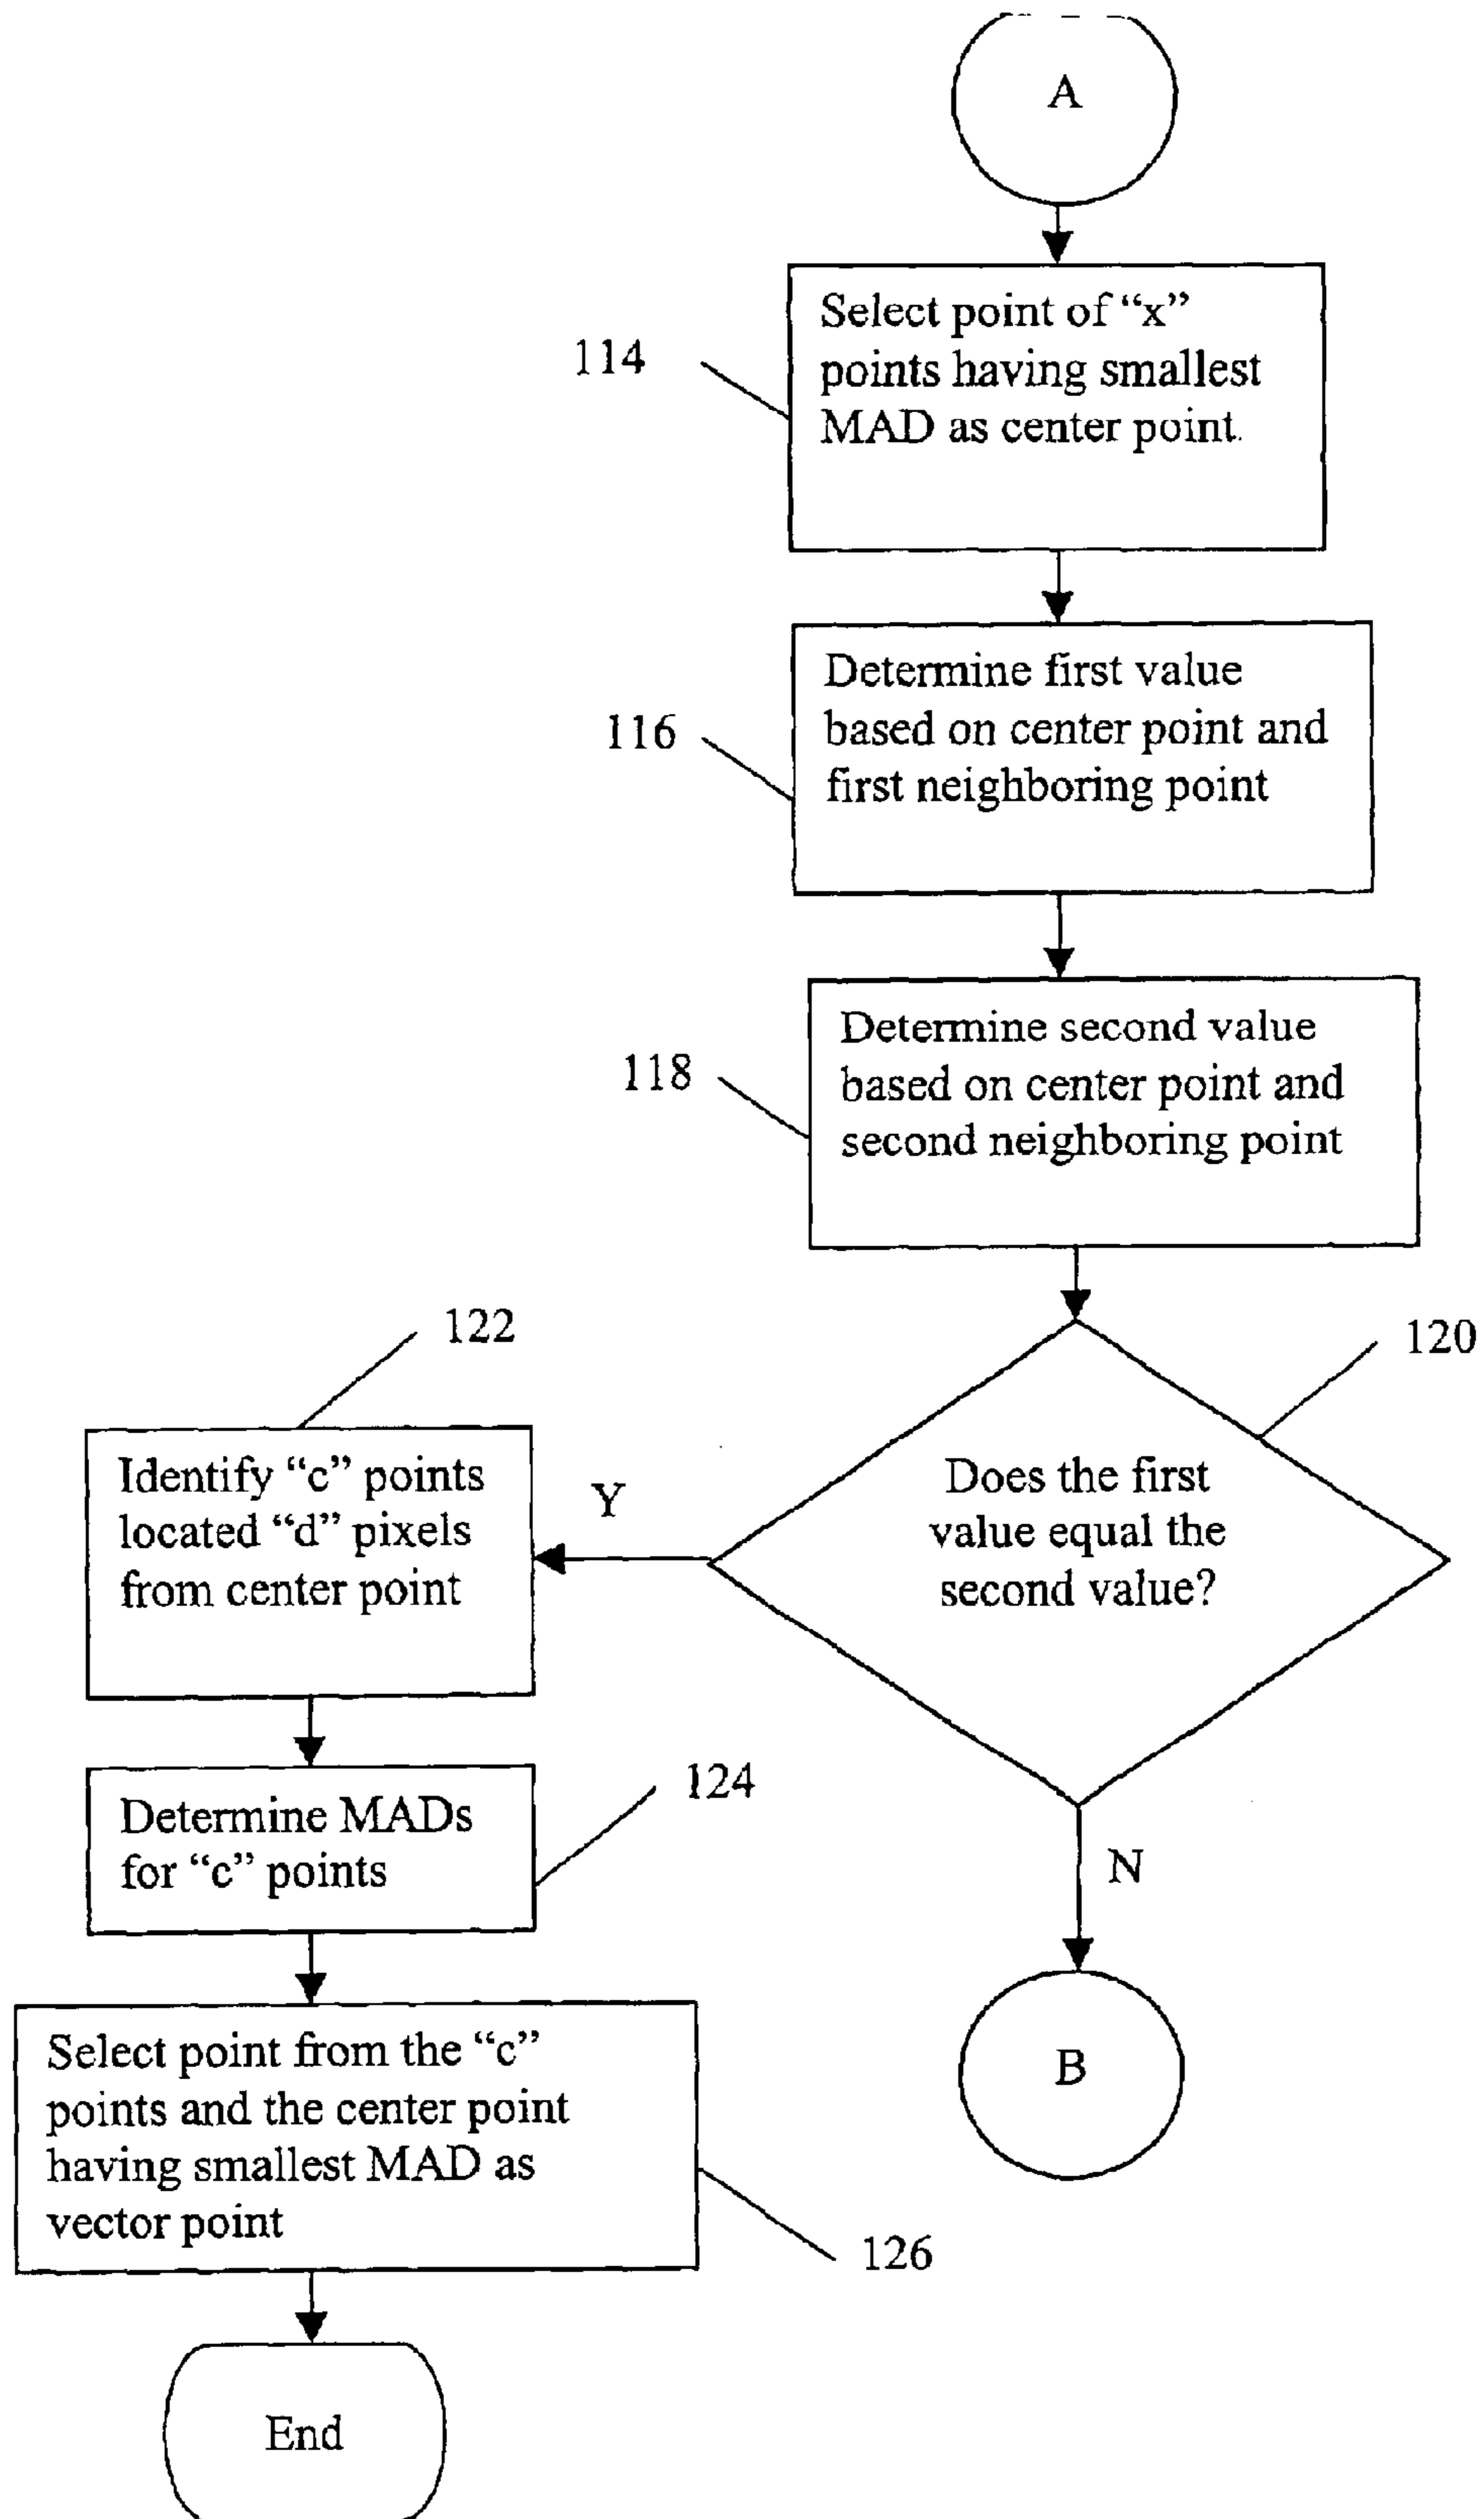 A
114
Select point of “x”
points having smallest
MAD as center point.
116
Determine first value
based on center point and
first neighboring point
118
Determine second value
based on center point and
second neighboring point
120
Does the first
value equal the
second value?
Y
N
B
122
Identify “c” points
located “d” pixels
from center point
124
Determine MADs
for “c” points
Select point from the “c”
points and the center point
having smallest MAD as
vector point
126
End